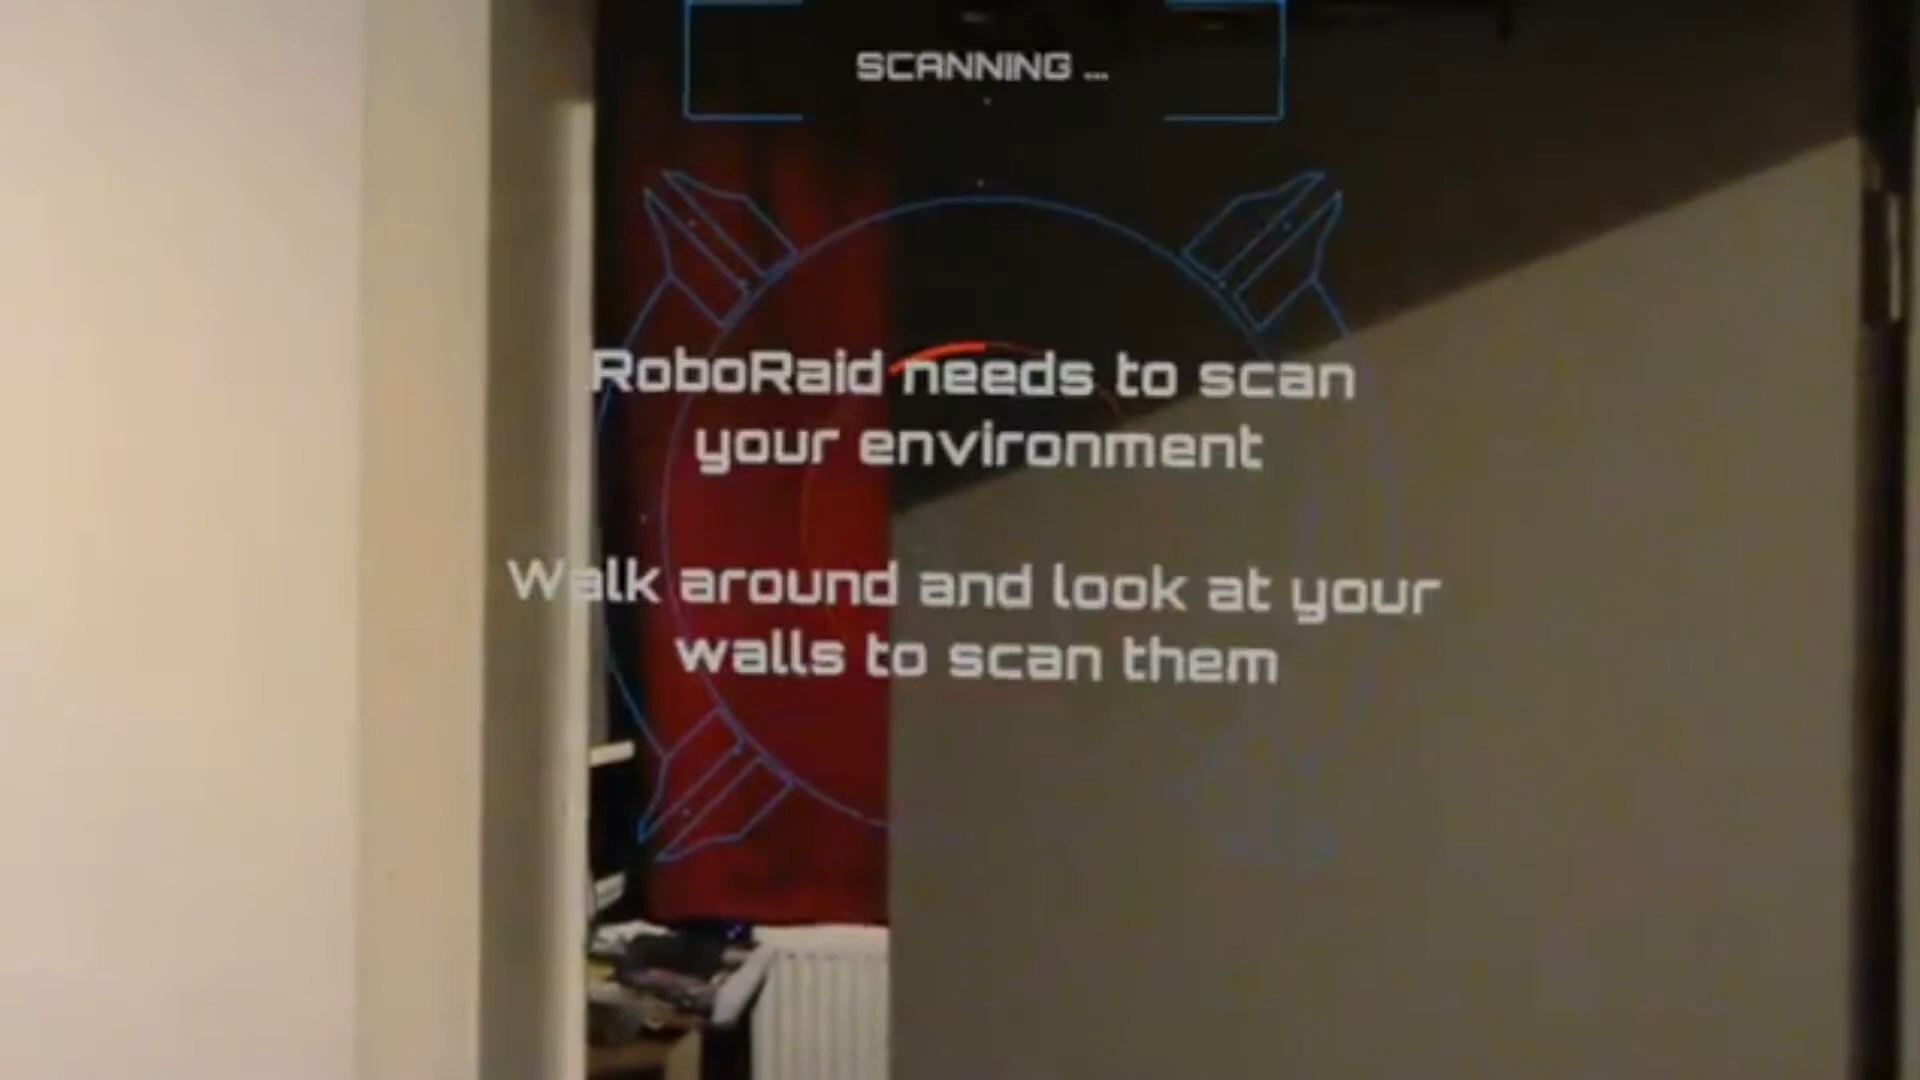 SCANNING ...
RoboRaid needs to scan
your environment
Walk around and look at your
walls to scan them